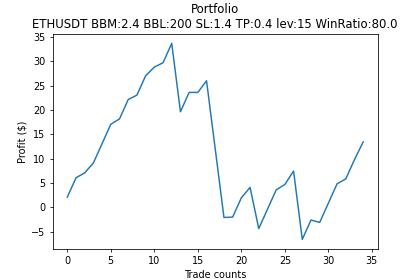 Portfolio
ETHUSDT BBM:2.4 BBL:200 SL:1.4 TP:0.4 lev:15 WinRatio:80.0
35
30
25
20
15
10
5
0
−5
Profit ($)
0 5 10 15 20 25 30 35
Trade counts